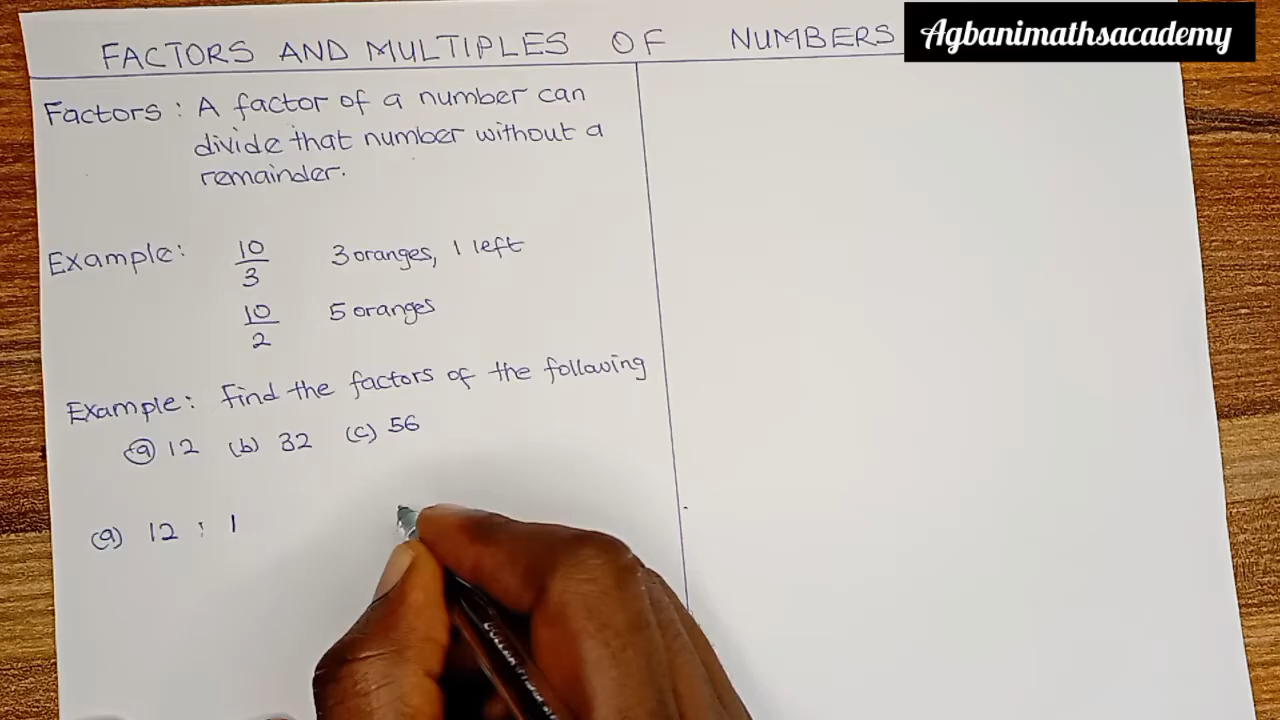 FACTORS AND MULTIPLES OF NUMBERS
Agbanimathsacademy
Factors : A factor of a number can
divide that number without a
remainder.
Example: 10/3 3 oranges, 1 left
10/2 5 oranges
Example: Find the factors of the following
(a) 12 (b) 32 (c) 56
(a) 12 : 1